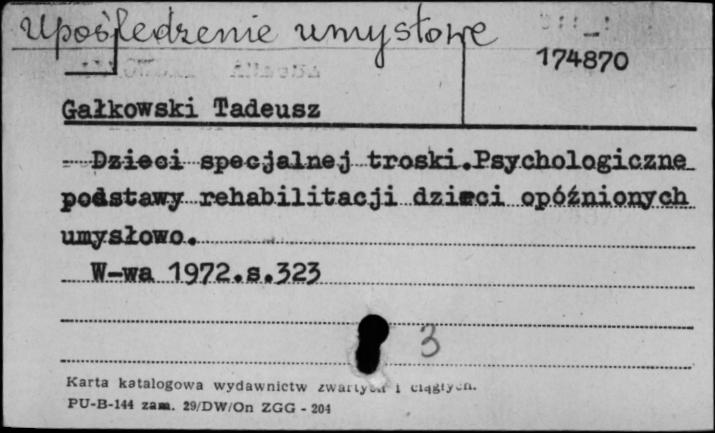 Upośledzenie umysłowe
174870
Gałkowski Tadeusz
Dzieci specjalnej troski.Psychologiczne
podstawy rehabilitacji dzieci opóźnionych
umysłowo.
W-wa 1972.s.323
3
Karta katalogowa wydawnictw zwartych i ciągłych.
PU-B-144 zam. 29/DW/On ZGG - 204